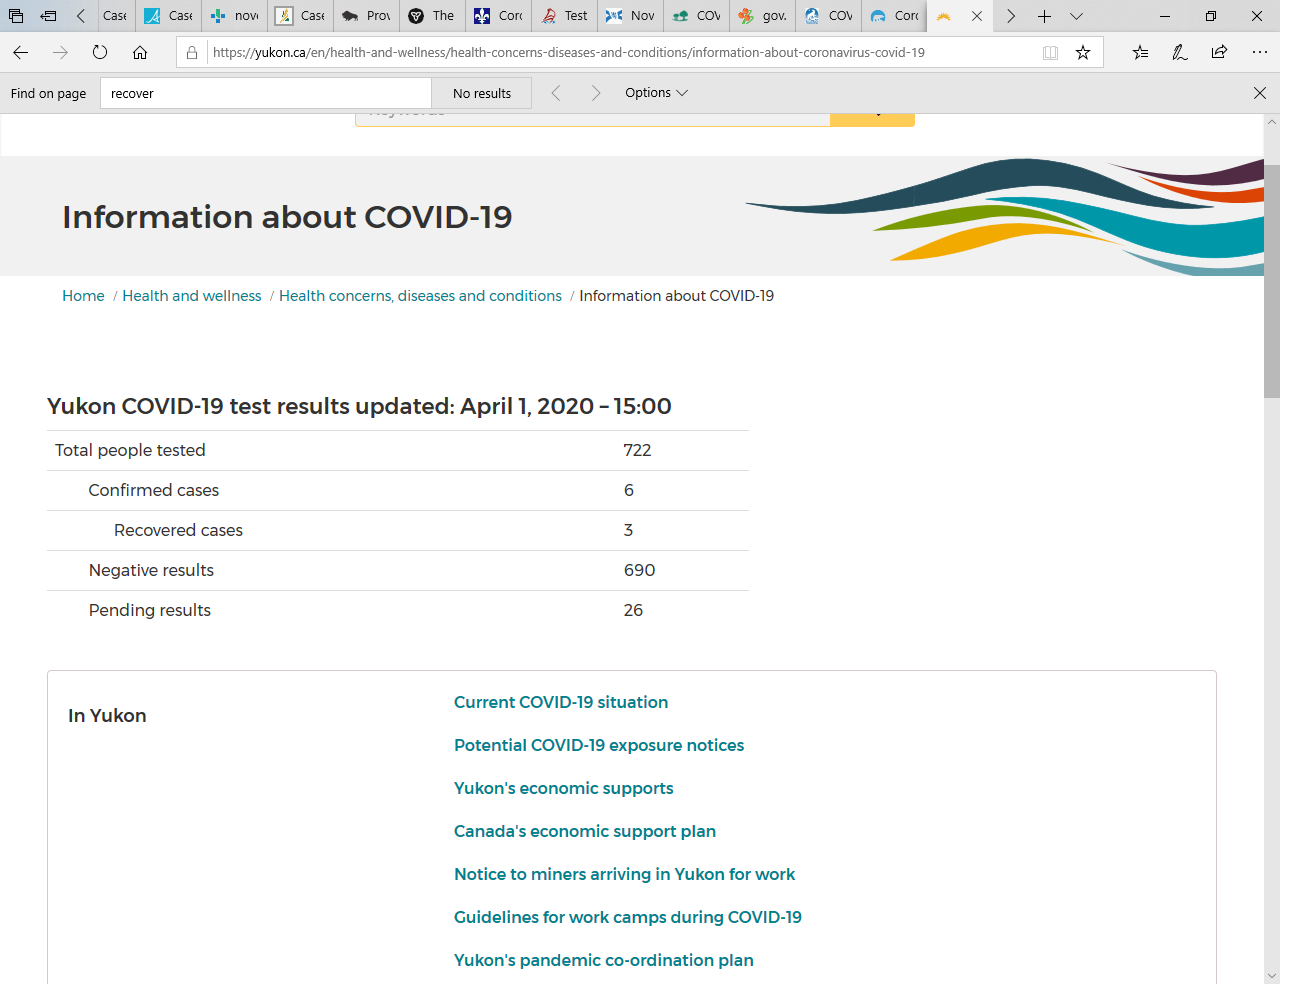 Case
Case
nov
Case
Prov
The
Corc
Test
Nov
COV
gov.
COV
Corc
https://yukon.ca/en/health-and-wellness/health-concerns-diseases-and-conditions/information-about-coronavirus-covid-19
Find on page
recover
No results
Options
Keywords
Information about COVID-19
Home / Health and wellness / Health concerns, diseases and conditions / Information about COVID-19
Yukon COVID-19 test results updated: April 1, 2020 – 15:00
Total people tested 722
Confirmed cases 6
Recovered cases 3
Negative results 690
Pending results 26
In Yukon
Current COVID-19 situation
Potential COVID-19 exposure notices
Yukon's economic supports
Canada's economic support plan
Notice to miners arriving in Yukon for work
Guidelines for work camps during COVID-19
Yukon's pandemic co-ordination plan